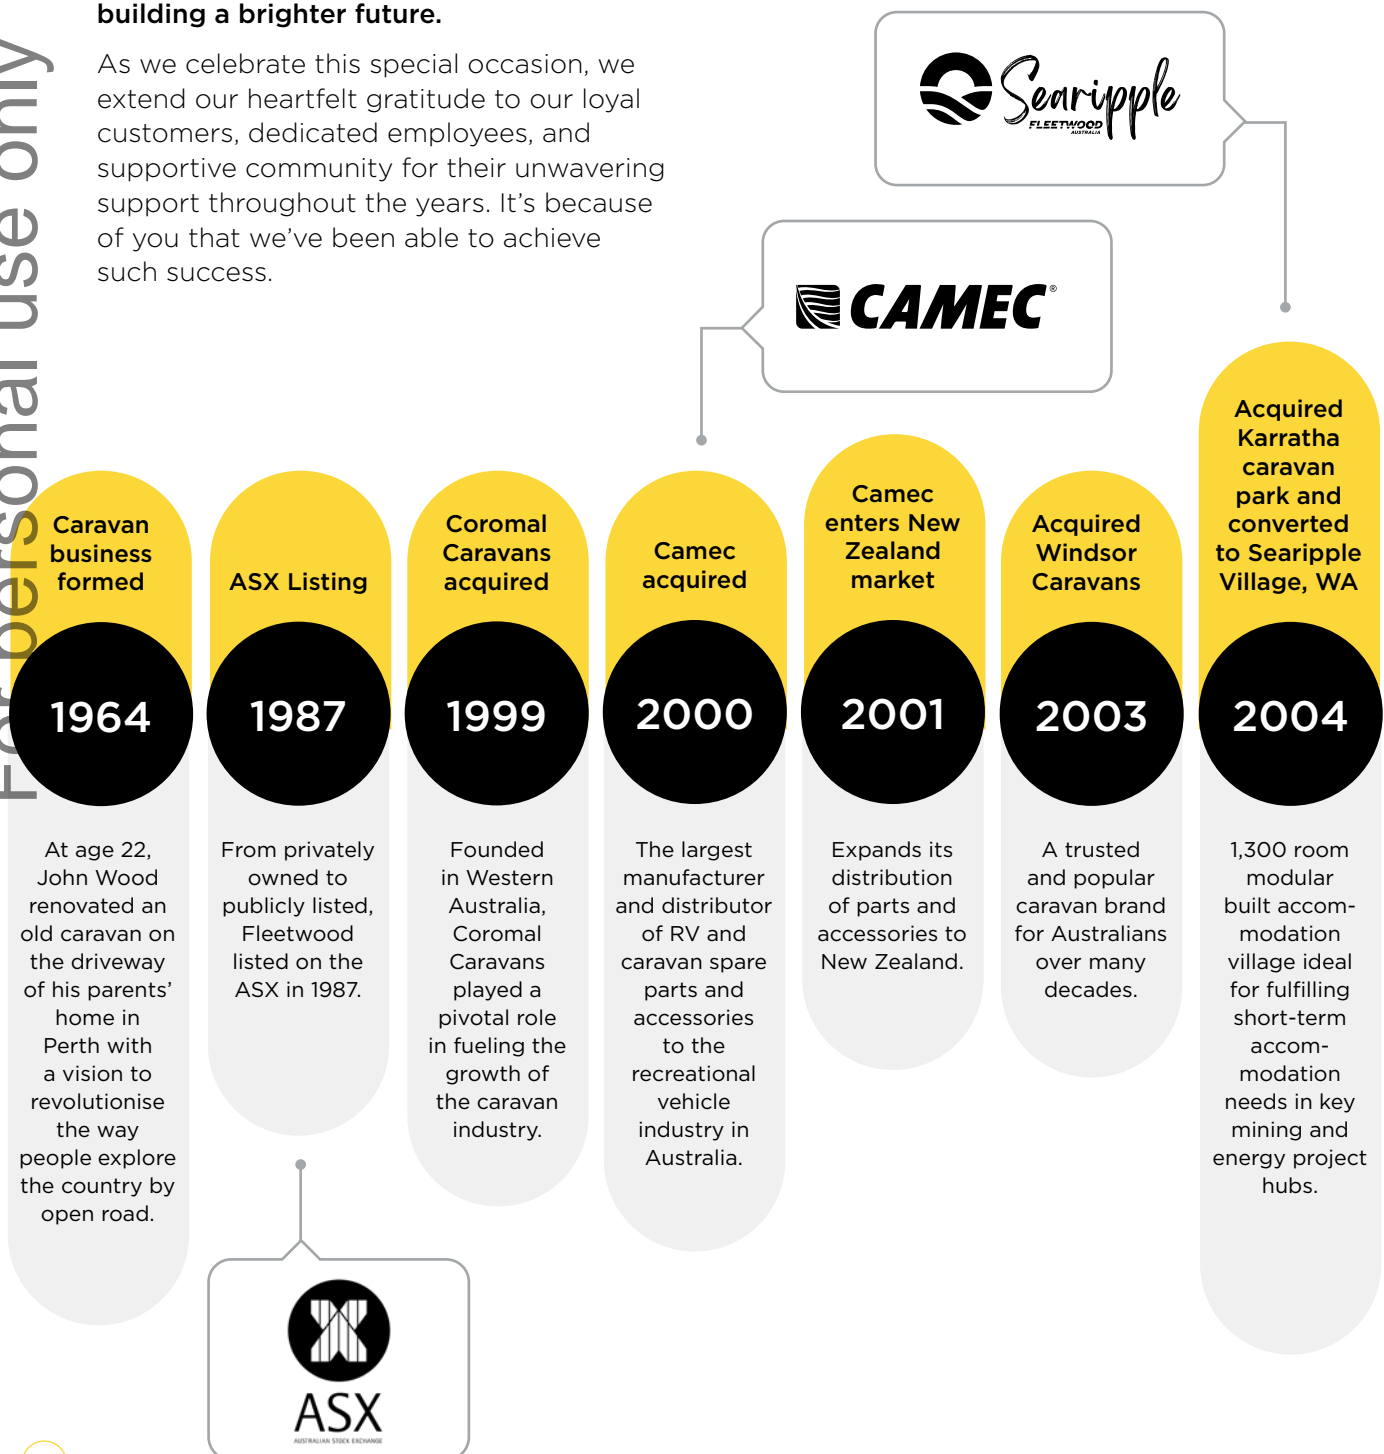 building a brighter future.
As we celebrate this special occasion, we
extend our heartfelt gratitude to our loyal
customers, dedicated employees, and
supportive community for their unwavering
support throughout the years. It’s because
of you that we’ve been able to achieve
such success.
For personal use only
Searipple
FLEETWOOD
AUSTRALIA
CAMEC®
Caravan
business
formed
1964
At age 22,
John Wood
renovated an
old caravan on
the driveway
of his parents’
home in
Perth with
a vision to
revolutionise
the way
people explore
the country by
open road.
ASX Listing
1987
From privately
owned to
publicly listed,
Fleetwood
listed on the
ASX in 1987.
ASX
AUSTRALIAN STOCK EXCHANGE
Coromal
Caravans
acquired
1999
Founded
in Western
Australia,
Coromal
Caravans
played a
pivotal role
in fueling the
growth of
the caravan
industry.
Camec
acquired
2000
The largest
manufacturer
and distributor
of RV and
caravan spare
parts and
accessories
to the
recreational
vehicle
industry in
Australia.
Camec
enters New
Zealand
market
2001
Expands its
distribution
of parts and
accessories to
New Zealand.
Acquired
Windsor
Caravans
2003
A trusted
and popular
caravan brand
for Australians
over many
decades.
Acquired
Karratha
caravan
park and
converted
to Searipple
Village, WA
2004
1,300 room
modular
built accom-
modation
village ideal
for fulfilling
short-term
accom-
modation
needs in key
mining and
energy project
hubs.